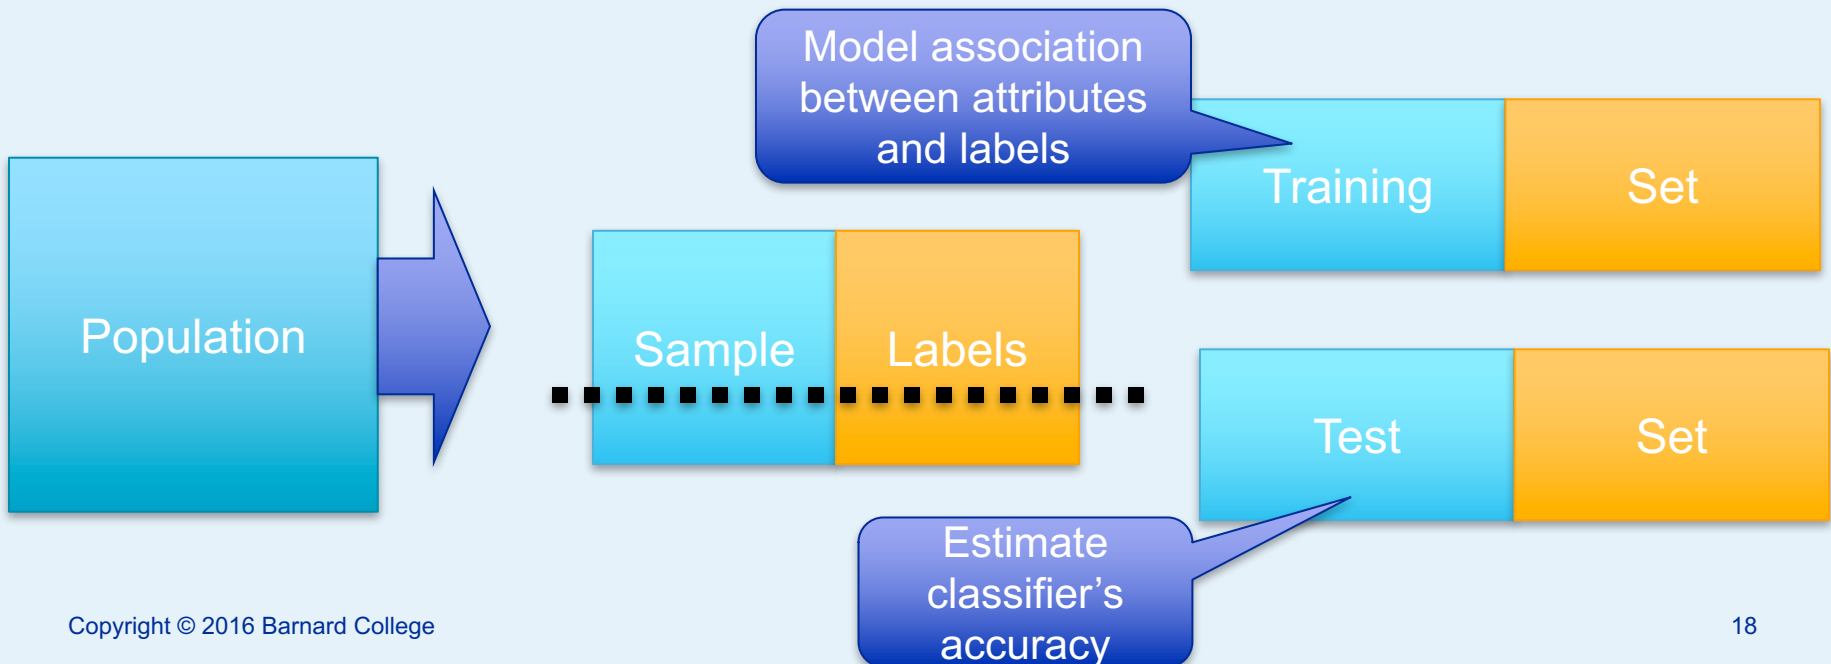 Model association
between attributes
and labels
Training Set
Population
Sample Labels
Test Set
Estimate
classifier’s
accuracy
Copyright © 2016 Barnard College
18